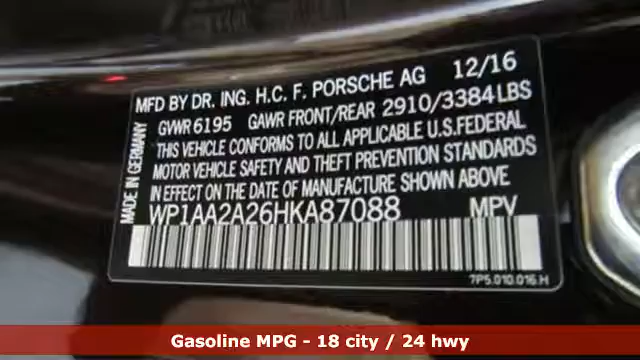 MFD BY DR. ING. H.C. F. PORSCHE AG 12/16
GVWR 6195 GAWR FRONT/REAR 2910/3384 LBS
THIS VEHICLE CONFORMS TO ALL APPLICABLE U.S.FEDERAL
MOTOR VEHICLE SAFETY AND THEFT PREVENTION STANDARDS
IN EFFECT ON THE DATE OF MANUFACTURE SHOWN ABOVE
WP1AA2A26HKA87088 MPV
MADE IN GERMANY
7P5.010.016.H
Gasoline MPG - 18 city / 24 hwy